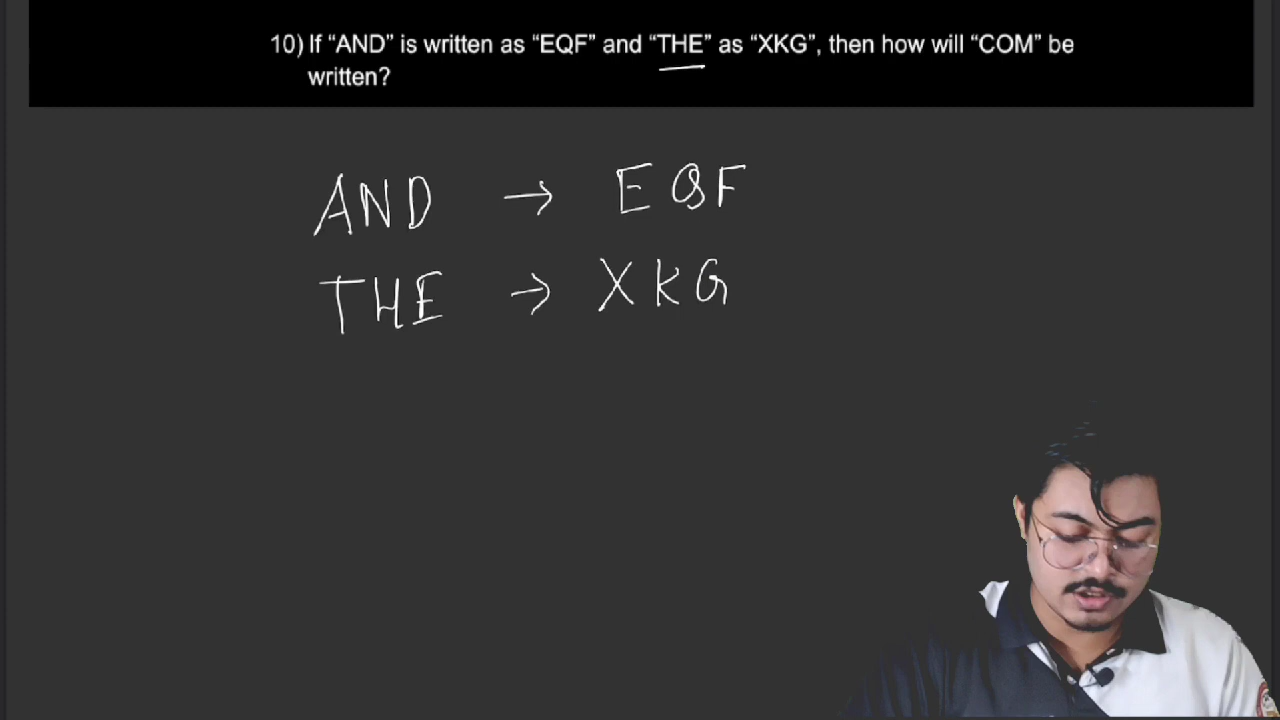 10) If “AND” is written as “EQF” and “THE” as “XKG”, then how will “COM” be
written?
AND → EQF
THE → XKG